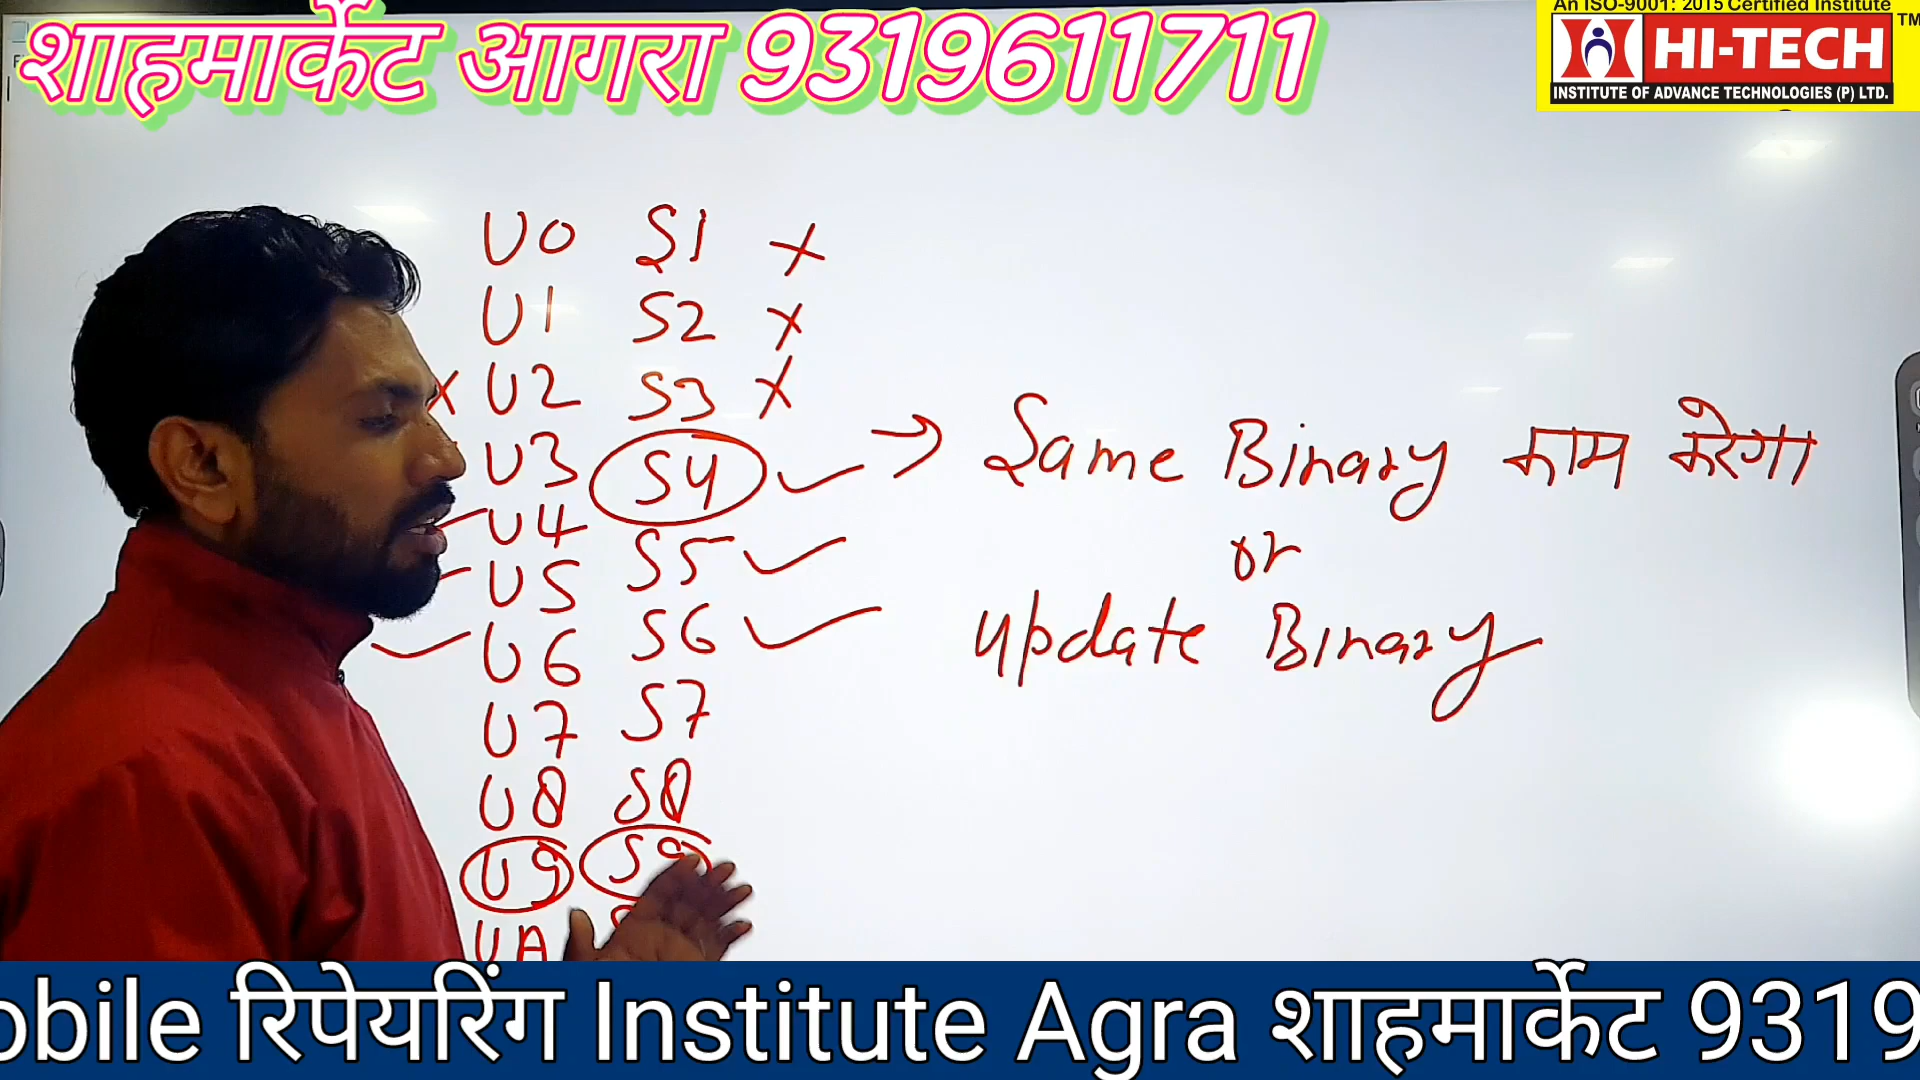 शाहमार्केट आगरा 9319611711
An ISO-9001: 2015 Certified Institute
HI-TECH
TM
INSTITUTE OF ADVANCE TECHNOLOGIES (P) LTD.
U0 S1 ×
U1 S2 ×
× U2 S3 ×
U3 S4 ✓ → Same Binary काम करेगा
U4
or
U5 S5 ✓
U6 S6 ✓ Update Binary
U7 S7
U8 S8
U9 S9
UA
obile रिपेयरिंग Institute Agra शाहमार्केट 9319